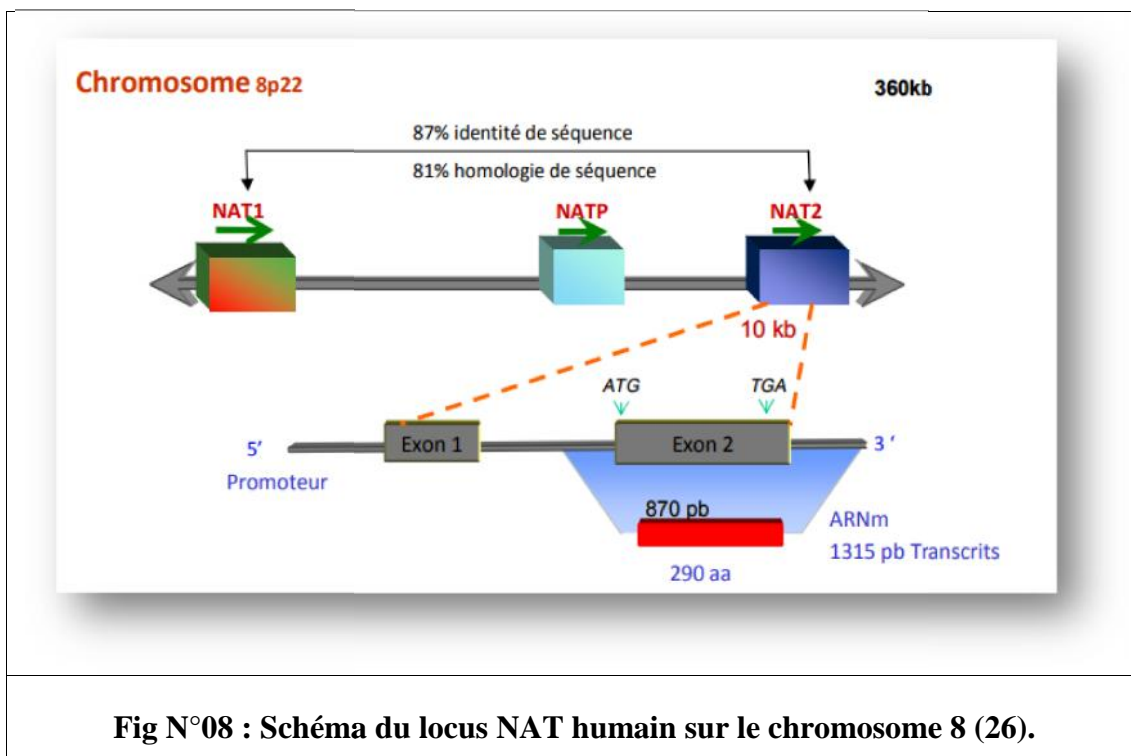 Chromosome 8p22
360kb
87% identité de séquence
81% homologie de séquence
NAT1
NATP
NAT2
10 kb
ATG
TGA
5’
Exon 1
Exon 2
3 ‘
Promoteur
870 pb
ARNm
1315 pb Transcrits
290 aa
Fig N°08 : Schéma du locus NAT humain sur le chromosome 8 (26).